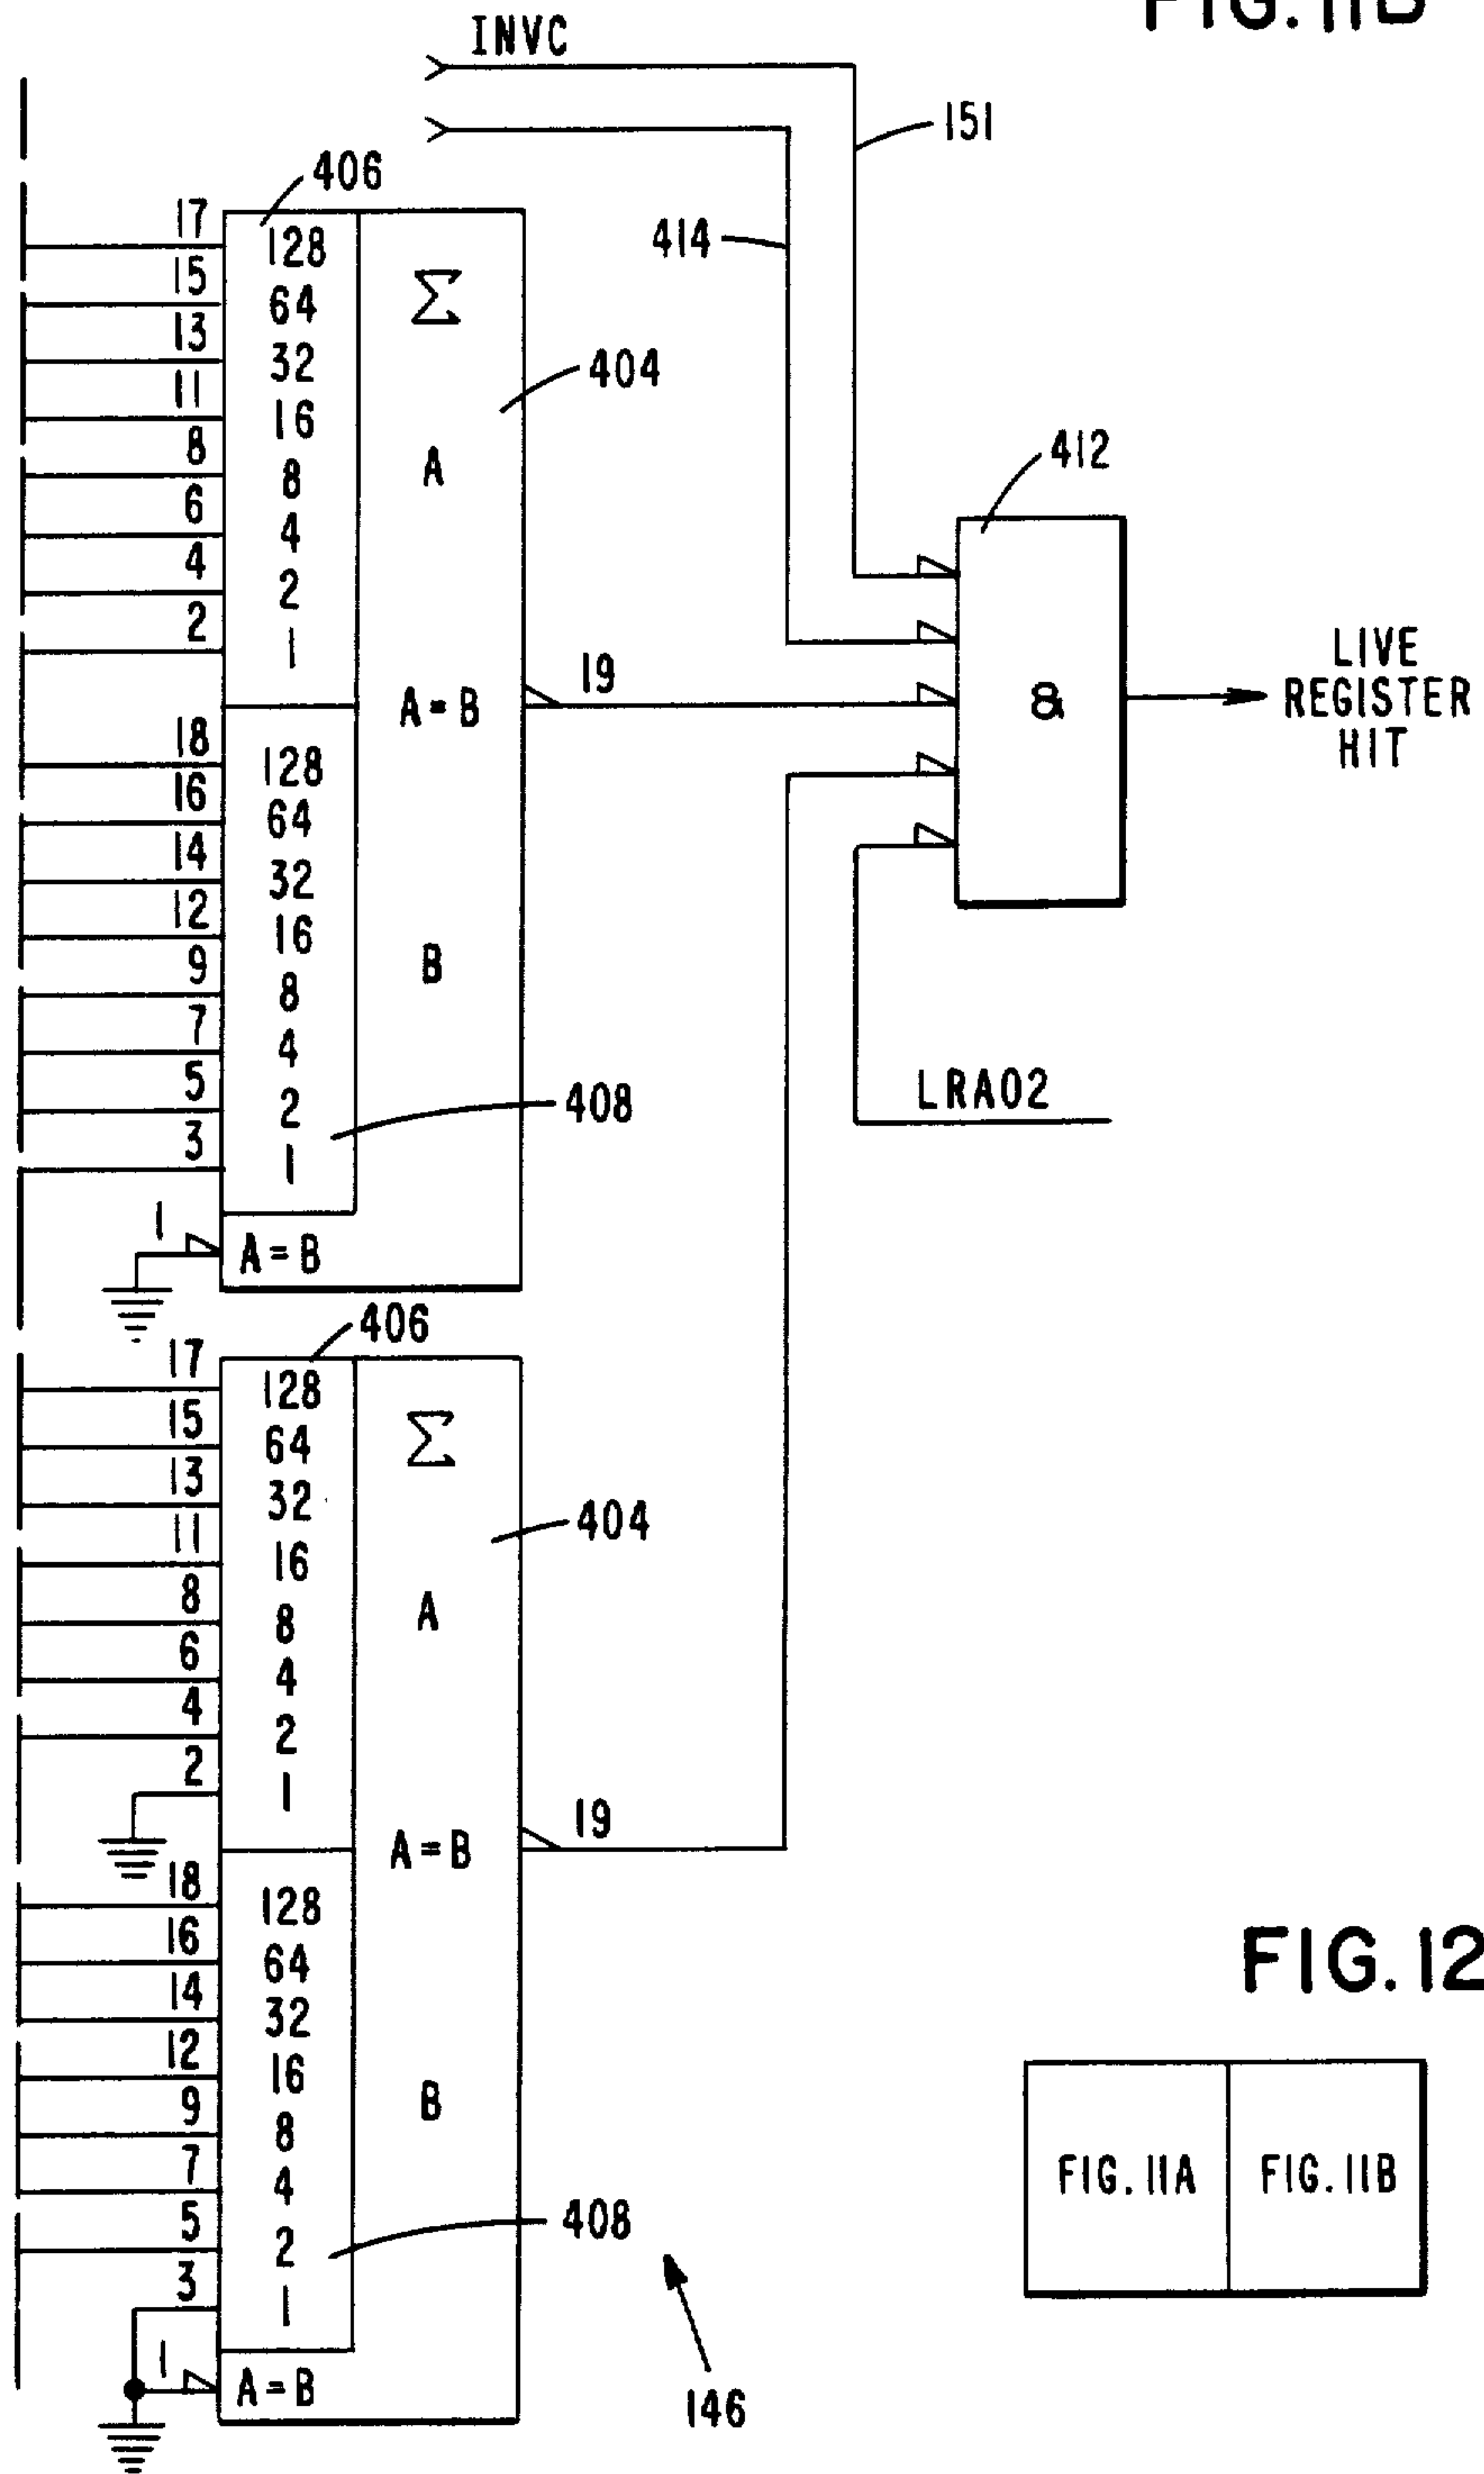 FIG. 11B
INVC
151
406
414
17 128
15 64
13 32
11 16
8 8
6 4
4 2
2 1
Σ
404
A
412
19
A = B
&
LIVE
REGISTER
HIT
18 128
16 64
14 32
12 16
9 8
7 4
5 2
3 1
B
408
LRA02
1 A = B
406
17 128
15 64
13 32
11 16
8 8
6 4
4 2
2 1
Σ
404
A
19
A = B
18 128
16 64
14 32
12 16
9 8
7 4
5 2
3 1
B
408
1 A = B
146
FIG. 12
FIG. 11A FIG. 11B